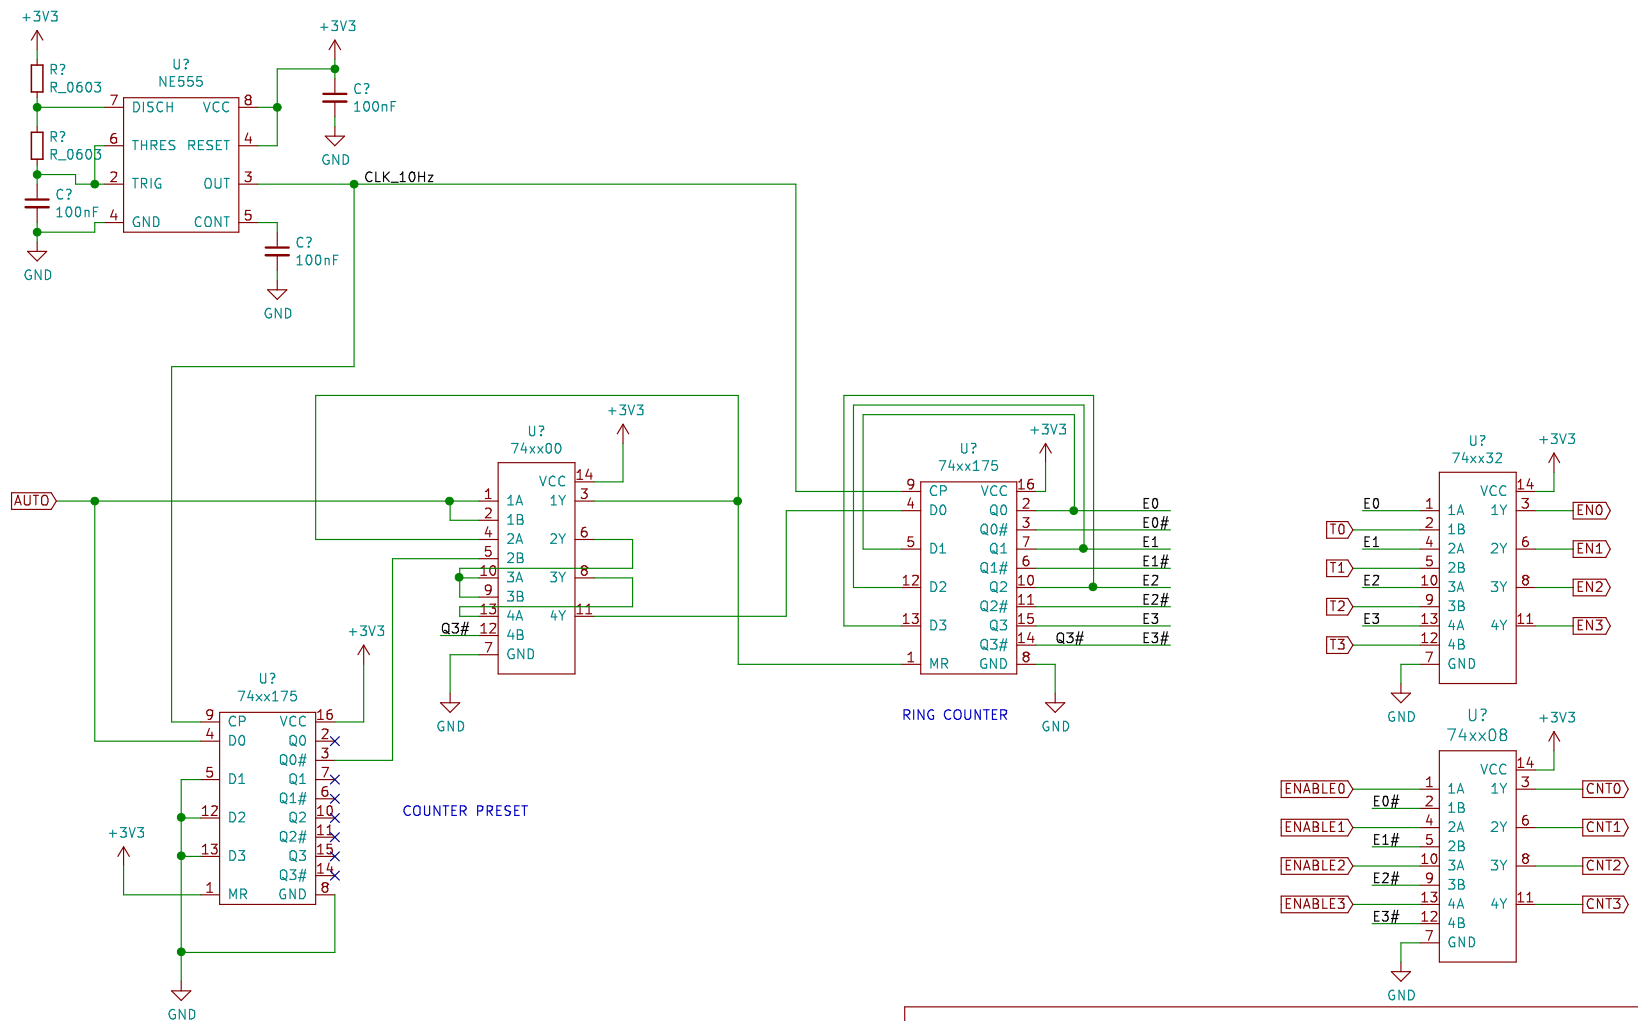 +3V3
R?
R_0603
R?
R_0603
C?
100nF
GND
U?
NE555
7 DISCH VCC 8
6 THRES RESET 4
2 TRIG OUT 3
4 GND CONT 5
+3V3
C?
100nF
GND
C?
100nF
GND
CLK_10Hz
AUTO
U?
74xx00
+3V3
VCC 14
1 1A 1Y 3
2 1B
4 2A 2Y 6
5 2B
10 3A 3Y 8
9 3B
13 4A 4Y 11
Q3# 12 4B
7 GND
GND
U?
74xx175
+3V3
9 CP VCC 16
4 D0 Q0 2
Q0# 3
5 D1 Q1 7
Q1# 6
12 D2 Q2 10
Q2# 11
13 D3 Q3 15
Q3# 14
1 MR GND 8
+3V3
GND
COUNTER PRESET
U?
74xx175
+3V3
9 CP VCC 16
4 D0 Q0 2 E0
Q0# 3 E0#
5 D1 Q1 7 E1
Q1# 6 E1#
12 D2 Q2 10 E2
Q2# 11 E2#
13 D3 Q3 15 E3
Q3# 14 Q3# E3#
1 MR GND 8
GND
RING COUNTER
U?
74xx32
+3V3
VCC 14
E0 1 1A 1Y 3 EN0
T0 2 1B
E1 4 2A 2Y 6 EN1
T1 5 2B
E2 10 3A 3Y 8 EN2
T2 9 3B
E3 13 4A 4Y 11 EN3
T3 12 4B
7 GND
GND
U?
74xx08
+3V3
VCC 14
ENABLE0 1 1A 1Y 3 CNT0
E0# 2 1B
ENABLE1 4 2A 2Y 6 CNT1
E1# 5 2B
ENABLE2 10 3A 3Y 8 CNT2
E2# 9 3B
ENABLE3 13 4A 4Y 11 CNT3
E3# 12 4B
7 GND
GND